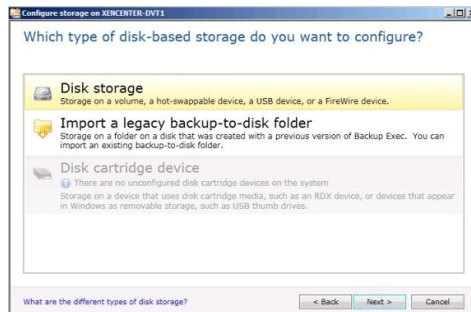 Configure storage on XENCENTER-DVT1
Which type of disk-based storage do you want to configure?
Disk storage
Storage on a volume, a hot-swappable device, a USB device, or a FireWire device.
Import a legacy backup-to-disk folder
Storage on a folder on a disk that was created with a previous version of Backup Exec. You can
import an existing backup-to-disk folder.
Disk cartridge device
There are no unconfigured disk cartridge devices on the system
Storage on a device that uses disk cartridge media, such as an RDX device, or devices that appear
in Windows as removable storage, such as USB thumb drives.
What are the different types of disk storage?
< Back
Next >
Cancel